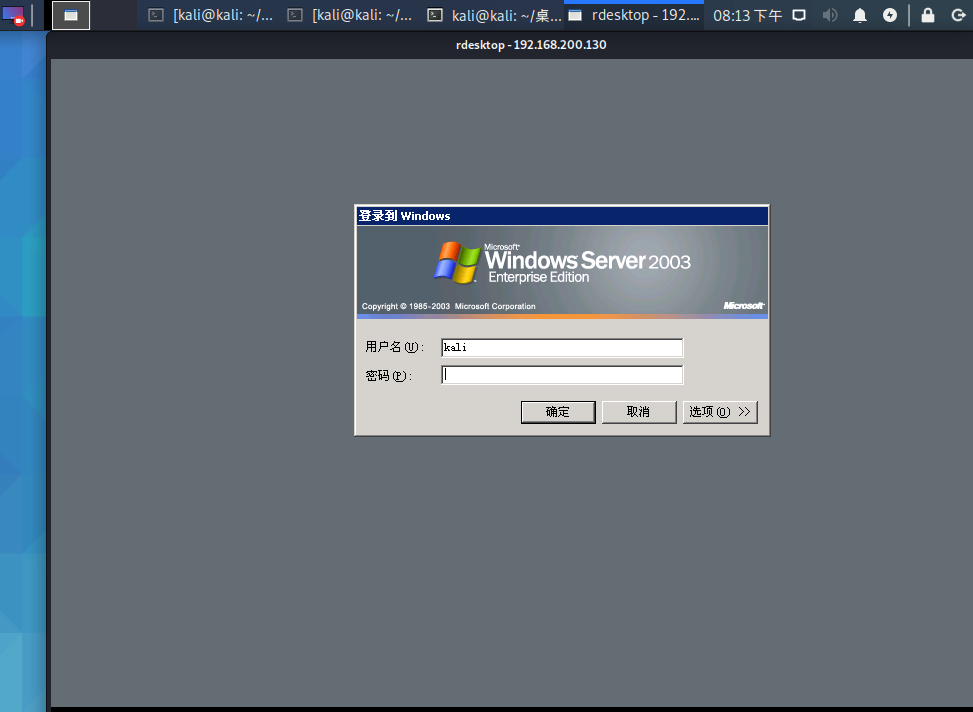 [kali@kali: ~/... [kali@kali: ~/... kali@kali: ~/桌... rdesktop - 192.... 08:13 下午
rdesktop - 192.168.200.130
登录到 Windows
Microsoft
Windows Server 2003
Enterprise Edition
Copyright © 1985-2003 Microsoft Corporation Microsoft
用户名(U): kali
密码(P):
确定 取消 选项(O) >>